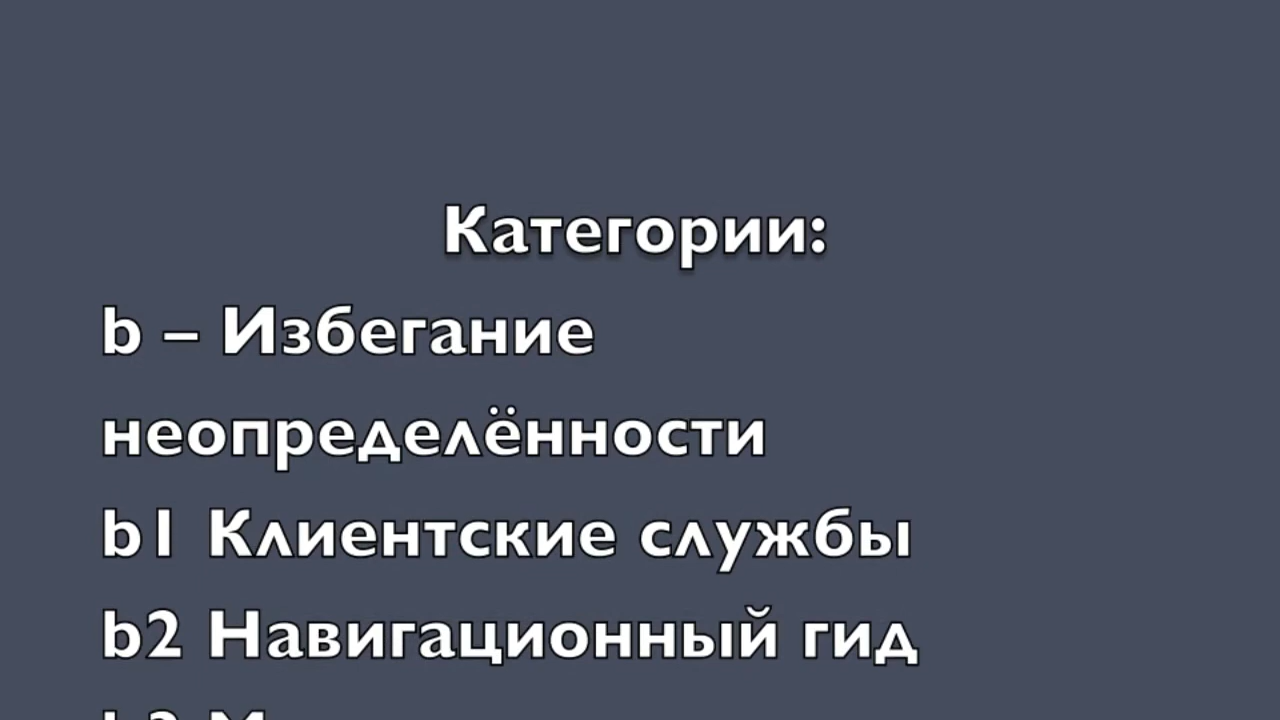 Категории:
b – Избегание
неопределённости
b1 Клиентские службы
b2 Навигационный гид